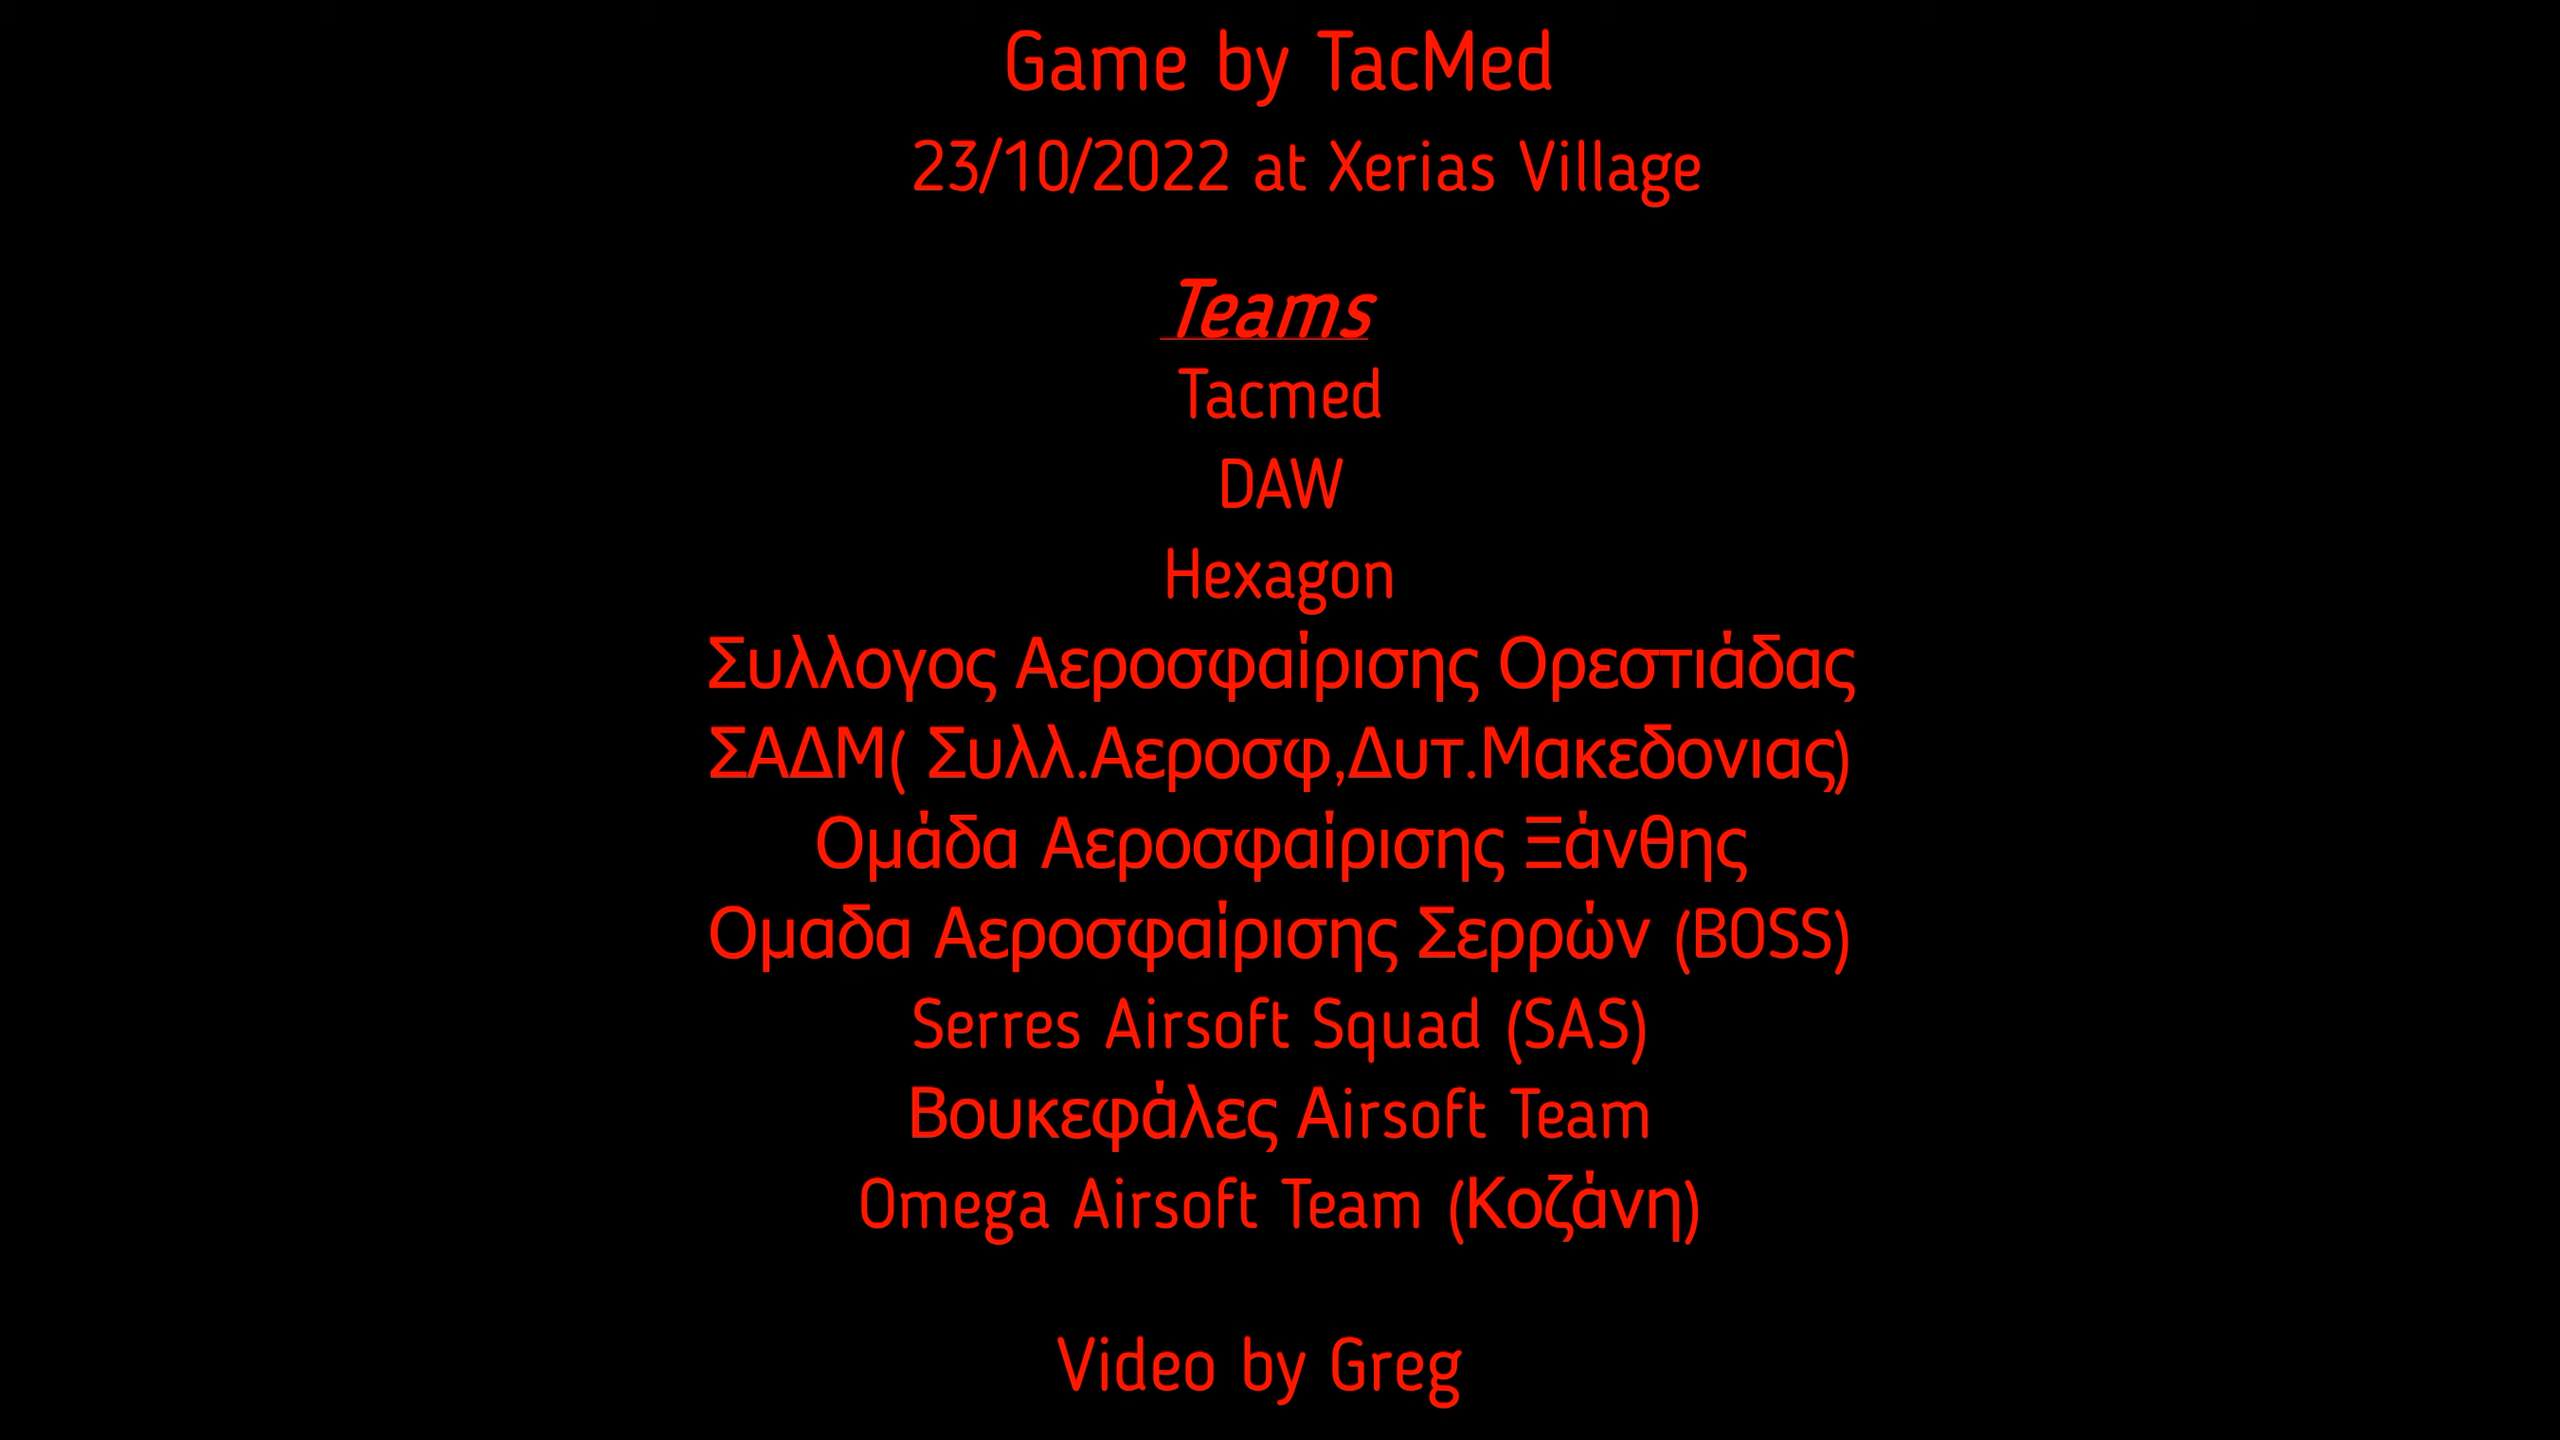 Game by TacMed
23/10/2022 at Xerias Village
Teams
Tacmed
DAW
Hexagon
Συλλογος Αεροσφαίρισης Ορεστιάδας
ΣΑΔΜ( Συλλ.Αεροσφ,Δυτ.Μακεδονιας)
Ομάδα Αεροσφαίρισης Ξάνθης
Ομαδα Αεροσφαίρισης Σερρών (BOSS)
Serres Airsoft Squad (SAS)
Βουκεφάλες Airsoft Team
Omega Airsoft Team (Κοζάνη)
Video by Greg